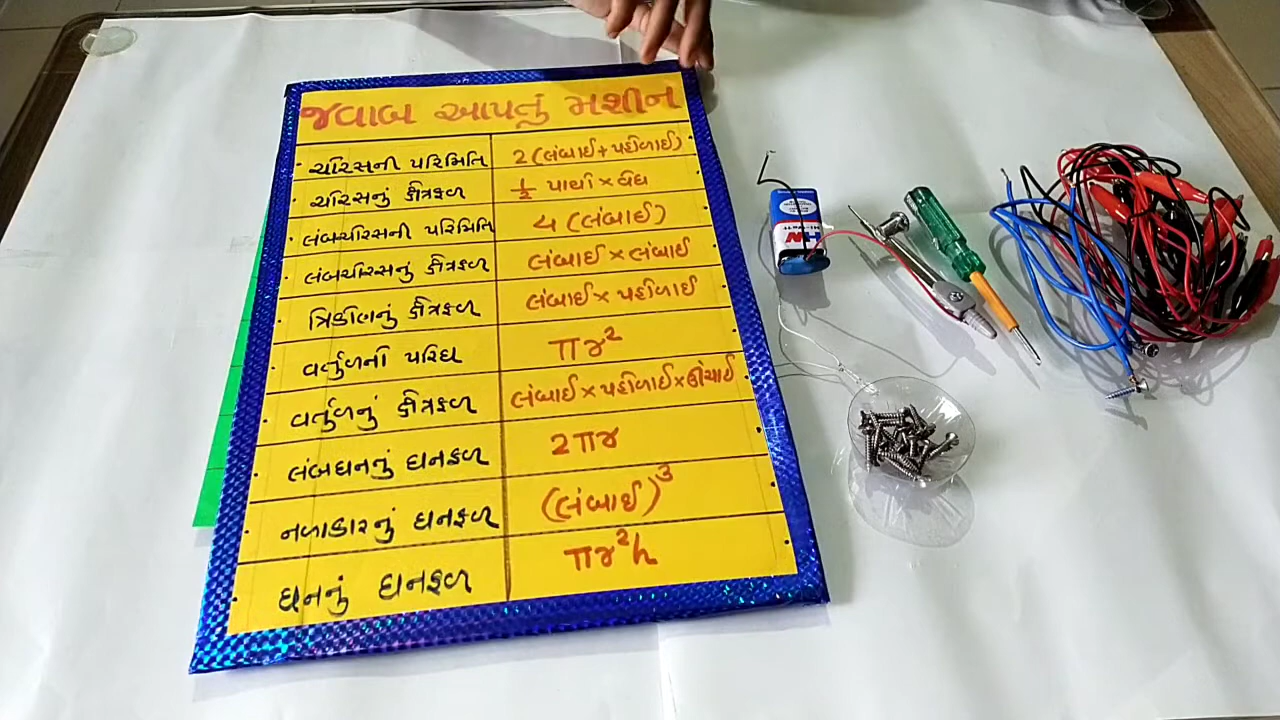 જવાબ આપતું મશીન
ચોરસની પરિમિતિ 2 (લંબાઈ + પહોળાઈ)
ચોરસનું ક્ષેત્રફળ 1/2 પાયો × વેધ
લંબચોરસની પરિમિતિ 4 (લંબાઈ)
લંબચોરસનું ક્ષેત્રફળ લંબાઈ × લંબાઈ
ત્રિકોણનું ક્ષેત્રફળ લંબાઈ × પહોળાઈ
વર્તુળનો પરિઘ πr²
વર્તુળનું ક્ષેત્રફળ લંબાઈ × પહોળાઈ × ઊંચાઈ
લંબઘનનું ઘનફળ 2πr
નળાકારનું ઘનફળ (લંબાઈ)³
ઘનનું ઘનફળ πr²h
HW